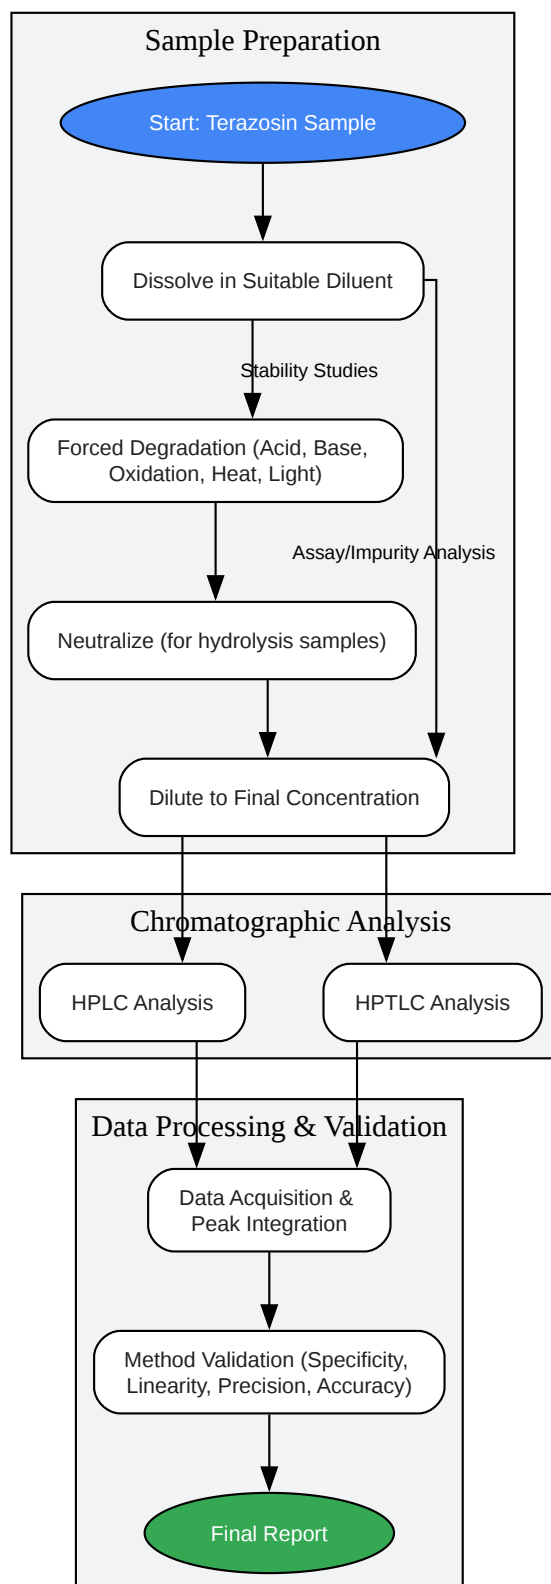 Sample Preparation
Start: Terazosin Sample
Dissolve in Suitable Diluent
Stability Studies
Forced Degradation (Acid, Base,
Oxidation, Heat, Light)
Assay/Impurity Analysis
Neutralize (for hydrolysis samples)
Dilute to Final Concentration
Chromatographic Analysis
HPLC Analysis
HPTLC Analysis
Data Processing & Validation
Data Acquisition &
Peak Integration
Method Validation (Specificity,
Linearity, Precision, Accuracy)
Final Report